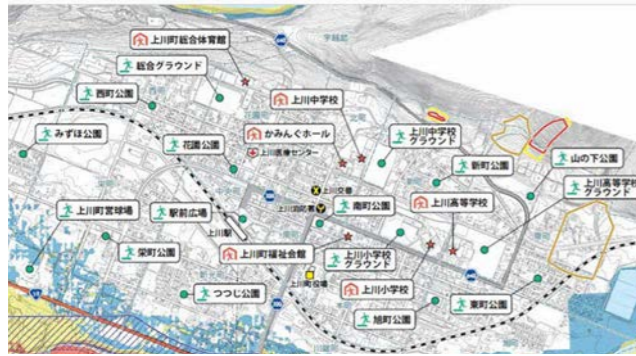 上川町総合体育館
総合グラウンド
西町公園
上川中学校
みずほ公園
かみんぐホール
上川中学校
グラウンド
花園公園
上川医療センター
新町公園
山の下公園
上川交番
上川高等学校
グラウンド
上川町営球場
駅前広場
上川消防署
南町公園
上川高等学校
上川駅
栄町公園
上川町福祉会館
上川小学校
グラウンド
上川町役場
上川小学校
つつじ公園
旭町公園
東町公園